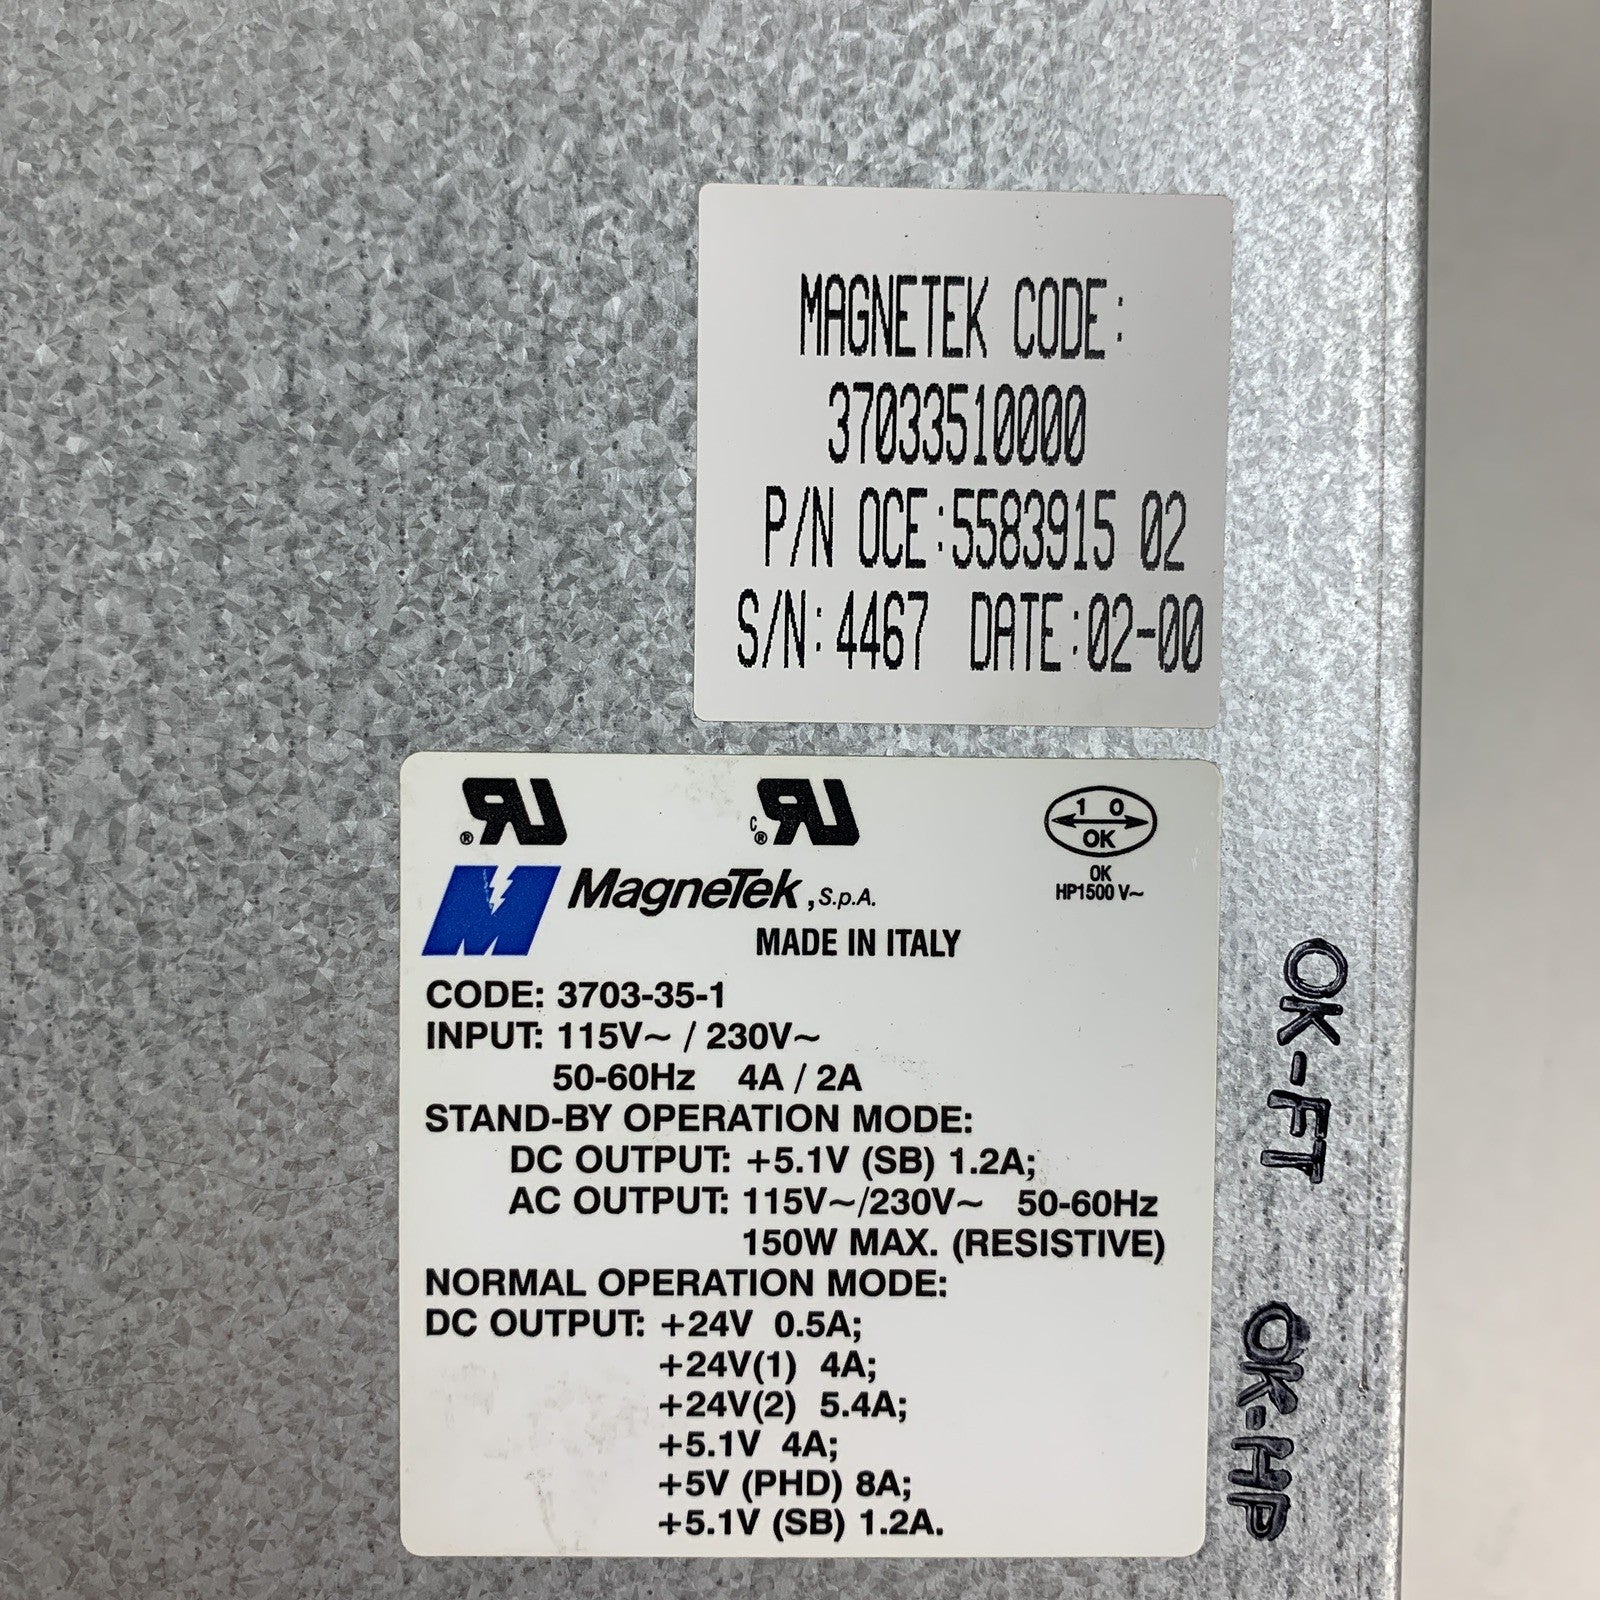 MAGNETEK CODE:
37033510000
P/N OCE:5583915 02
S/N:4467 DATE:02-00
RU® c RU®
1 0
OK
OK
HP1500 V~
MagneTek, S.p.A.
MADE IN ITALY
CODE: 3703-35-1
INPUT: 115V~ / 230V~
50-60Hz 4A / 2A
STAND-BY OPERATION MODE:
DC OUTPUT: +5.1V (SB) 1.2A;
AC OUTPUT: 115V~/230V~ 50-60Hz
150W MAX. (RESISTIVE)
NORMAL OPERATION MODE:
DC OUTPUT: +24V 0.5A;
+24V(1) 4A;
+24V(2) 5.4A;
+5.1V 4A;
+5V (PHD) 8A;
+5.1V (SB) 1.2A.
OK-FT
OK-HP